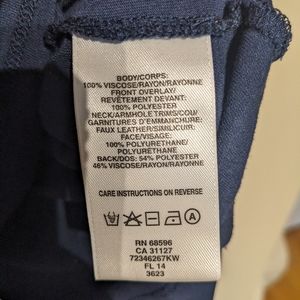 BODY/CORPS:
100% VISCOSE/RAYON/RAYONNE
FRONT OVERLAY/
REVÊTEMENT DEVANT:
100% POLYESTER
NECK/ARMHOLE TRIMS/COU/
GARNITURES D'EMMANCHURE:
FAUX LEATHER/SIMILICUIR:
FACE/VISAGE:
100% POLYURETHANE/
POLYURÉTHANE
BACK/DOS: 54% POLYESTER
46% VISCOSE/RAYON/RAYONNE
CARE INSTRUCTIONS ON REVERSE
A
RN 68596
CA 31127
72346267KW
FL 14
3623